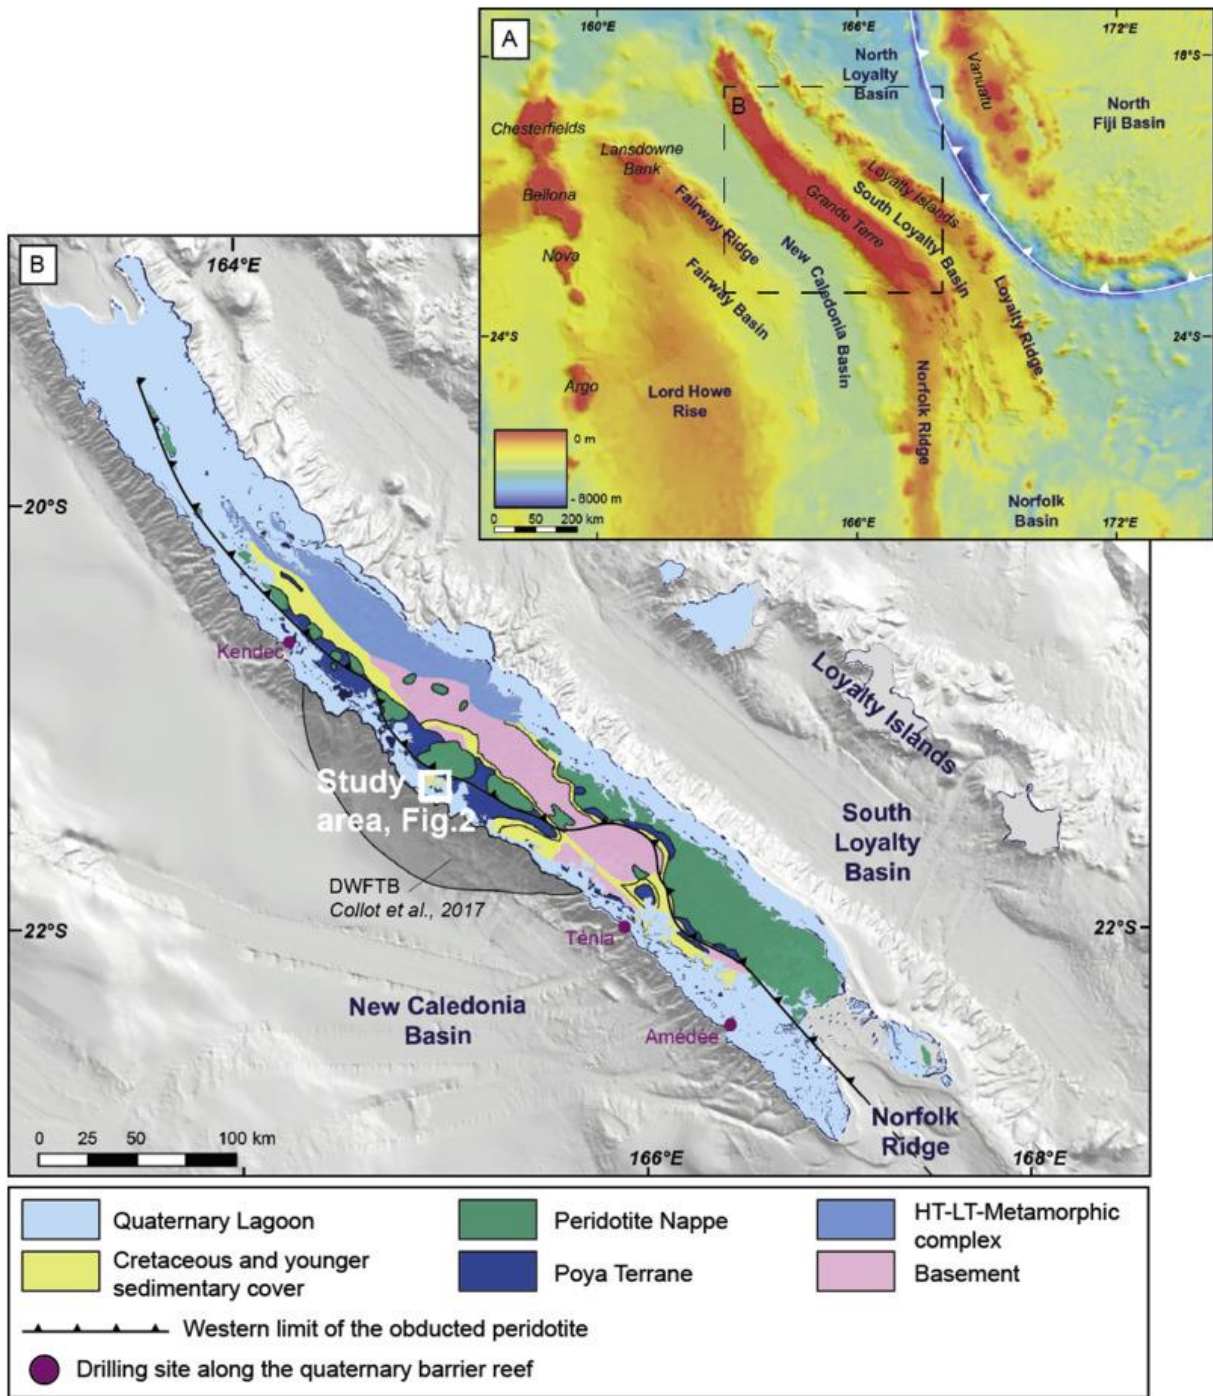 A
160°E
166°E
172°E
18°S
North
Loyalty
Basin
Vanuatu
North
Fiji Basin
B
Chesterfields
Lansdowne
Bank
Bellona
Loyalty Islands
South Loyalty Basin
Grande Terre
Fairway Ridge
Nova
New Caledonia Basin
Fairway Basin
24°S
24°S
Loyalty Ridge
Argo
Lord Howe
Rise
Norfolk Ridge
0 m
- 8000 m
0 50 200 km
166°E
Norfolk
Basin
172°E
B
164°E
20°S
Kendec
Loyalty Islands
Study
area, Fig.2
South
Loyalty
Basin
DWFTB
Collot et al., 2017
22°S
22°S
Ténia
New Caledonia
Basin
Amédée
Norfolk
Ridge
0 25 50 100 km
166°E
168°E
Quaternary Lagoon
Peridotite Nappe
HT-LT-Metamorphic
complex
Cretaceous and younger
sedimentary cover
Poya Terrane
Basement
Western limit of the obducted peridotite
Drilling site along the quaternary barrier reef